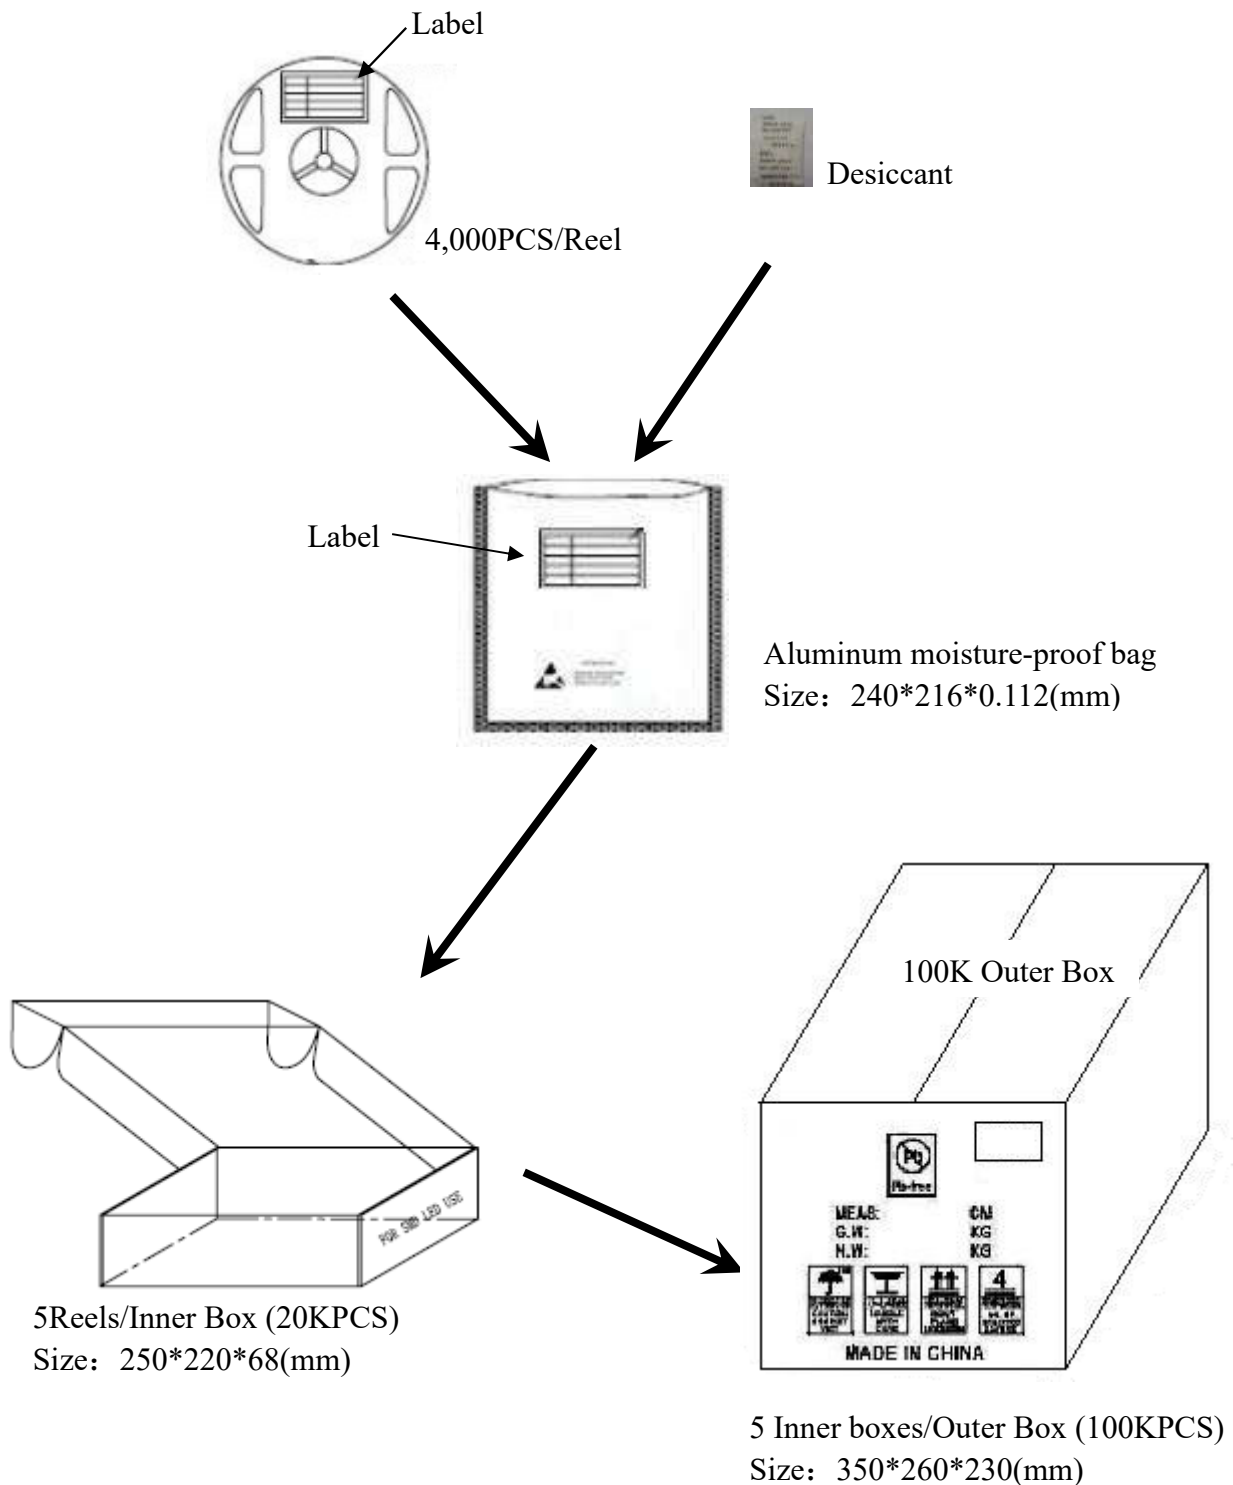 Label
Desiccant
4,000PCS/Reel
Label
Aluminum moisture-proof bag
Size：240*216*0.112(mm)
100K Outer Box
Pb
Pb-free
MEAS: CM
G.W: KG
N.W: KG
4
MADE IN CHINA
FOR SMD LED USE
5Reels/Inner Box (20KPCS)
Size：250*220*68(mm)
5 Inner boxes/Outer Box (100KPCS)
Size：350*260*230(mm)